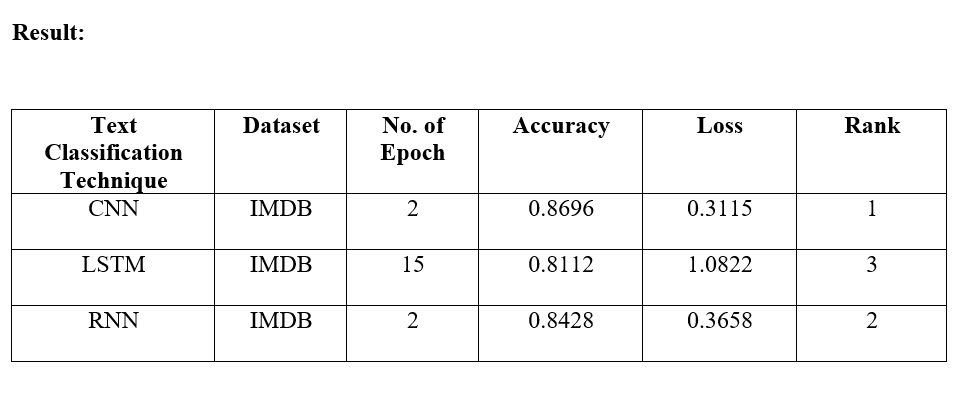 Result:
Text Classification Technique Dataset No. of Epoch Accuracy Loss Rank
CNN IMDB 2 0.8696 0.3115 1
LSTM IMDB 15 0.8112 1.0822 3
RNN IMDB 2 0.8428 0.3658 2